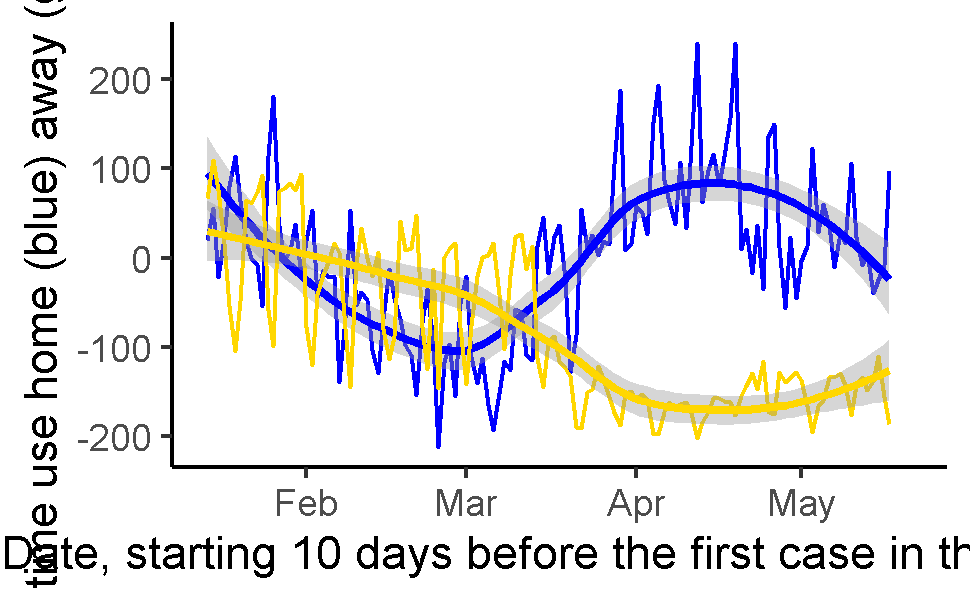 time use home (blue) away (
200
100
0
-100
-200
Feb Mar Apr May
Date, starting 10 days before the first case in th